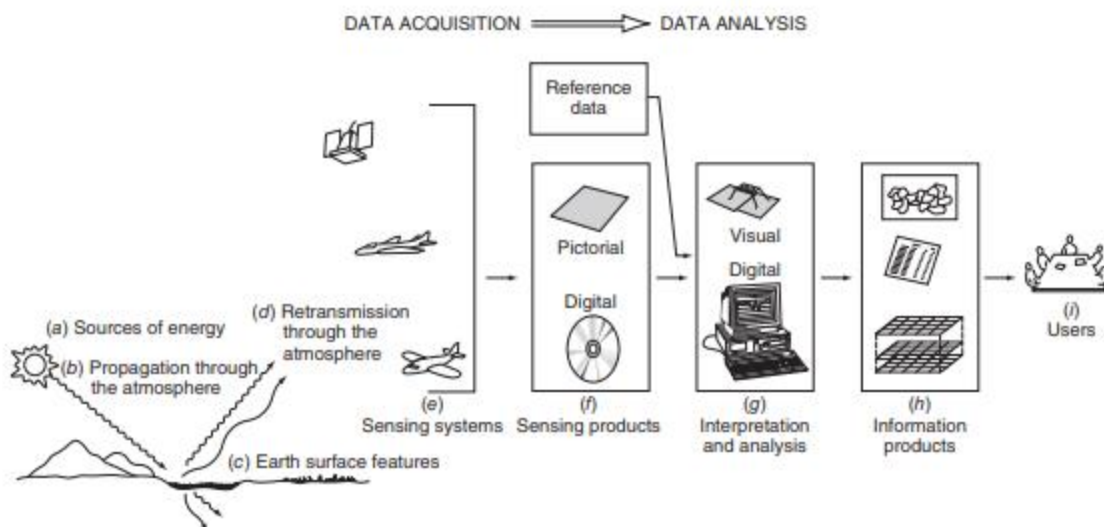 DATA ACQUISITION DATA ANALYSIS
Reference
data
Pictorial
Digital
Visual
Digital
(a) Sources of energy
(b) Propagation through
the atmosphere
(d) Retransmission
through the
atmosphere
(c) Earth surface features
(e)
Sensing systems
(f)
Sensing products
(g)
Interpretation
and analysis
(h)
Information
products
(i)
Users